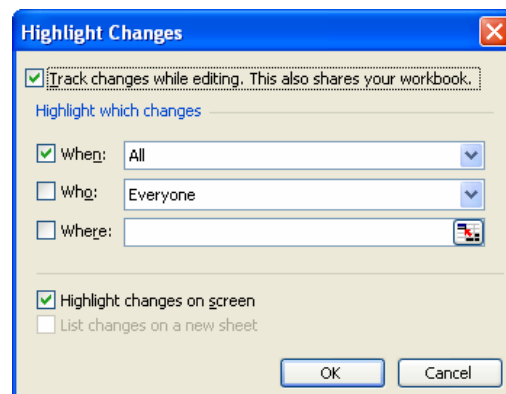 Highlight Changes
Track changes while editing. This also shares your workbook.
Highlight which changes
When: All
Who: Everyone
Where:
Highlight changes on screen
List changes on a new sheet
OK Cancel